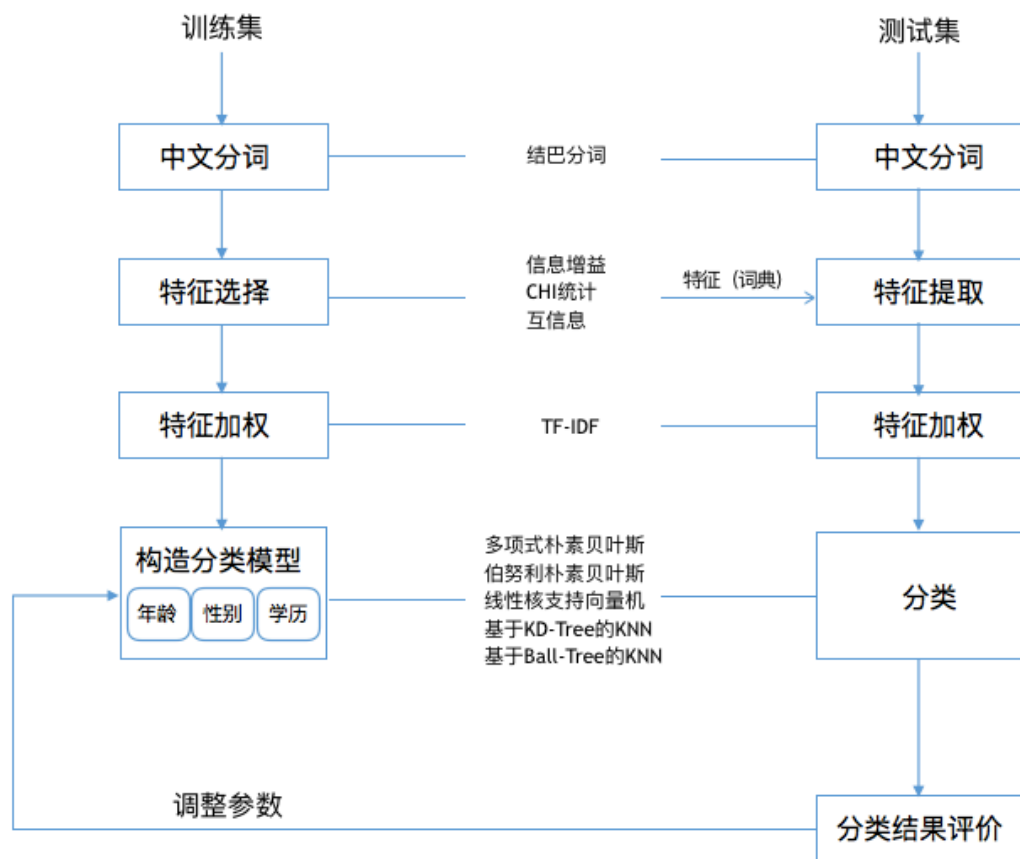 训练集
测试集
中文分词
结巴分词
中文分词
特征选择
信息增益
CHI统计
互信息
特征（词典）
特征提取
特征加权
TF-IDF
特征加权
构造分类模型
年龄
性别
学历
多项式朴素贝叶斯
伯努利朴素贝叶斯
线性核支持向量机
基于KD-Tree的KNN
基于Ball-Tree的KNN
分类
调整参数
分类结果评价